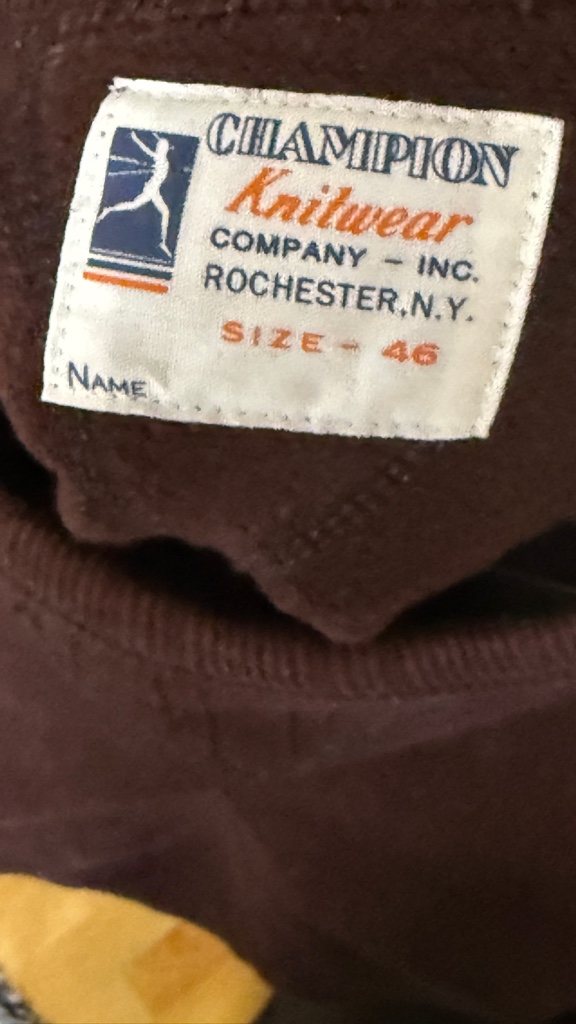 CHAMPION
Knitwear
COMPANY - INC.
ROCHESTER, N.Y.
SIZE - 46
NAME